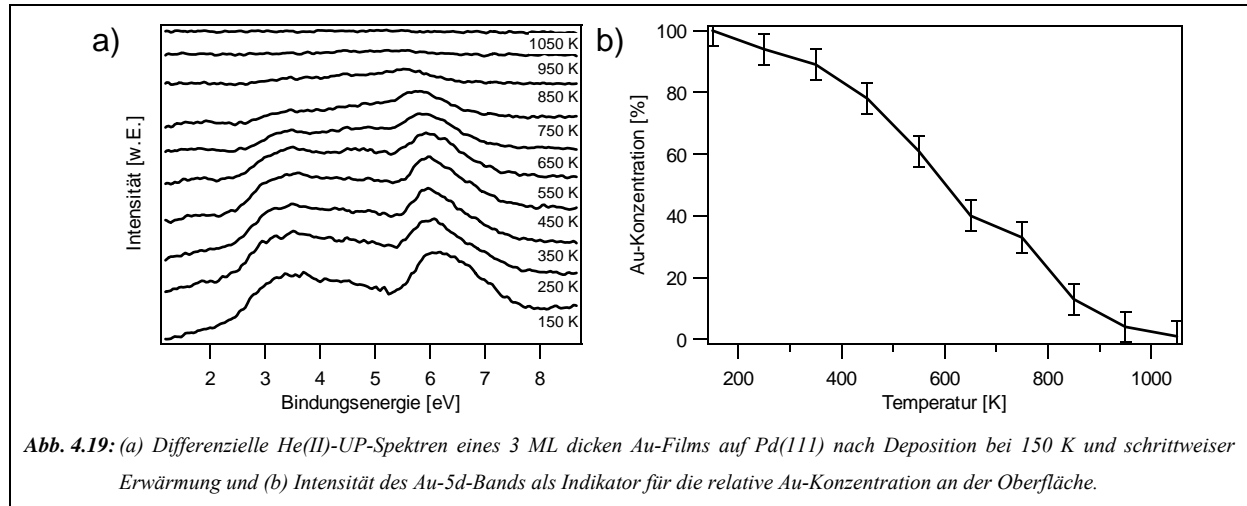 a)
Intensität [w.E.]
1050 K
950 K
850 K
750 K
650 K
550 K
450 K
350 K
250 K
150 K
2 3 4 5 6 7 8
Bindungsenergie [eV]
b)
Au-Konzentration [%]
100
80
60
40
20
0
200 400 600 800 1000
Temperatur [K]
Abb. 4.19: (a) Differenzielle He(II)-UP-Spektren eines 3 ML dicken Au-Films auf Pd(111) nach Deposition bei 150 K und schrittweiser
Erwärmung und (b) Intensität des Au-5d-Bands als Indikator für die relative Au-Konzentration an der Oberfläche.